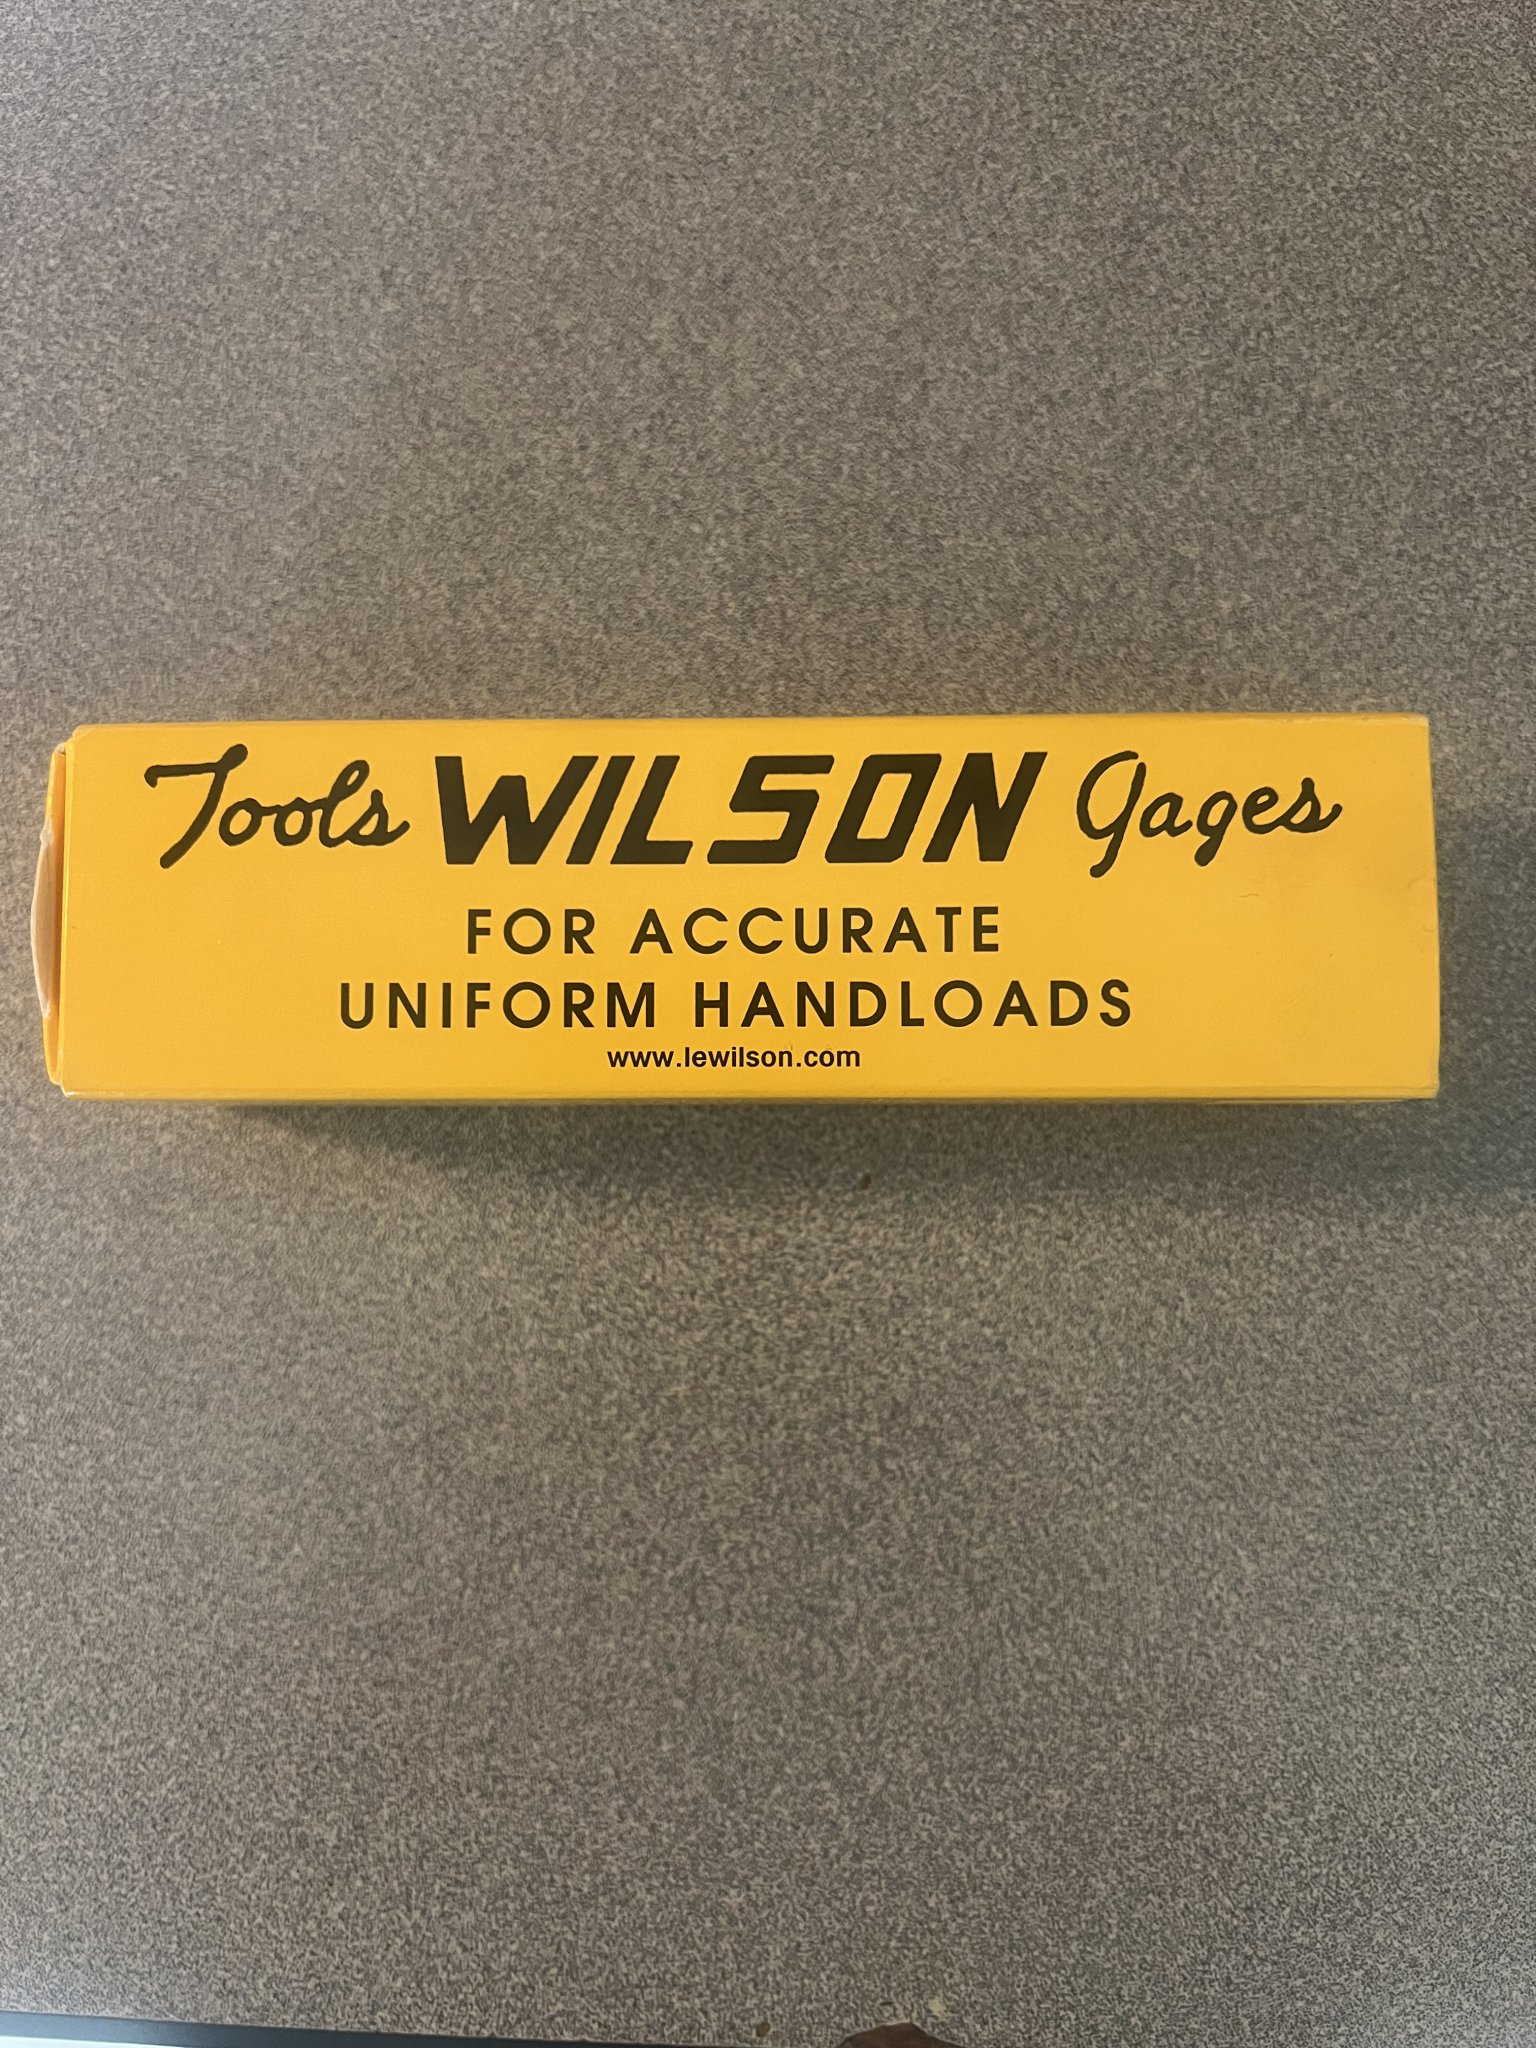 Tools WILSON Gages
FOR ACCURATE
UNIFORM HANDLOADS
www.lewilson.com